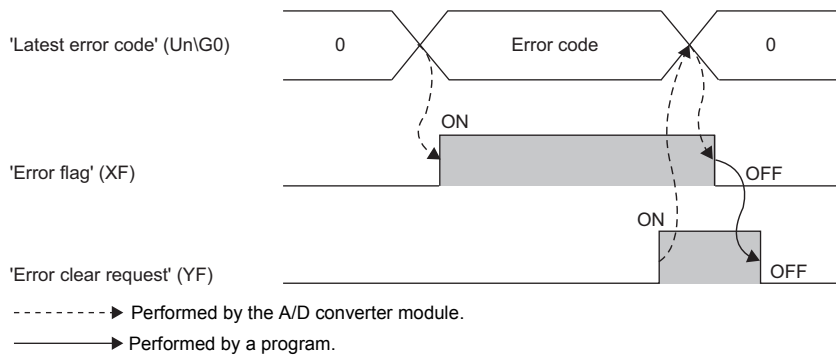 'Latest error code' (Un\G0) 0 Error code 0
ON
'Error flag' (XF) OFF
ON
'Error clear request' (YF) OFF
Performed by the A/D converter module.
Performed by a program.